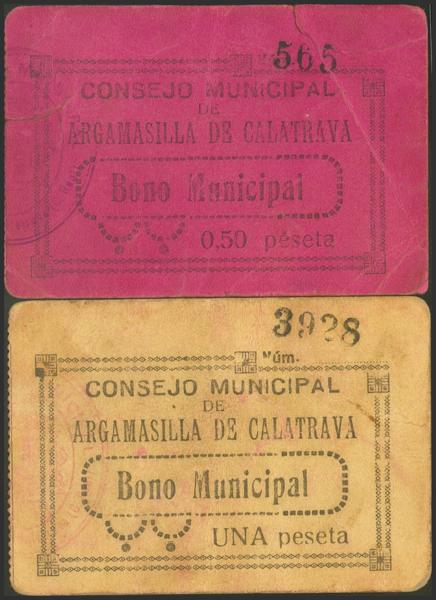 565
CONSEJO MUNICIPAL
DE
ARGAMASILLA DE CALATRAVA
Bono Municipal
0,50 peseta
3928
Núm.
CONSEJO MUNICIPAL
DE
ARGAMASILLA DE CALATRAVA
Bono Municipal
UNA peseta